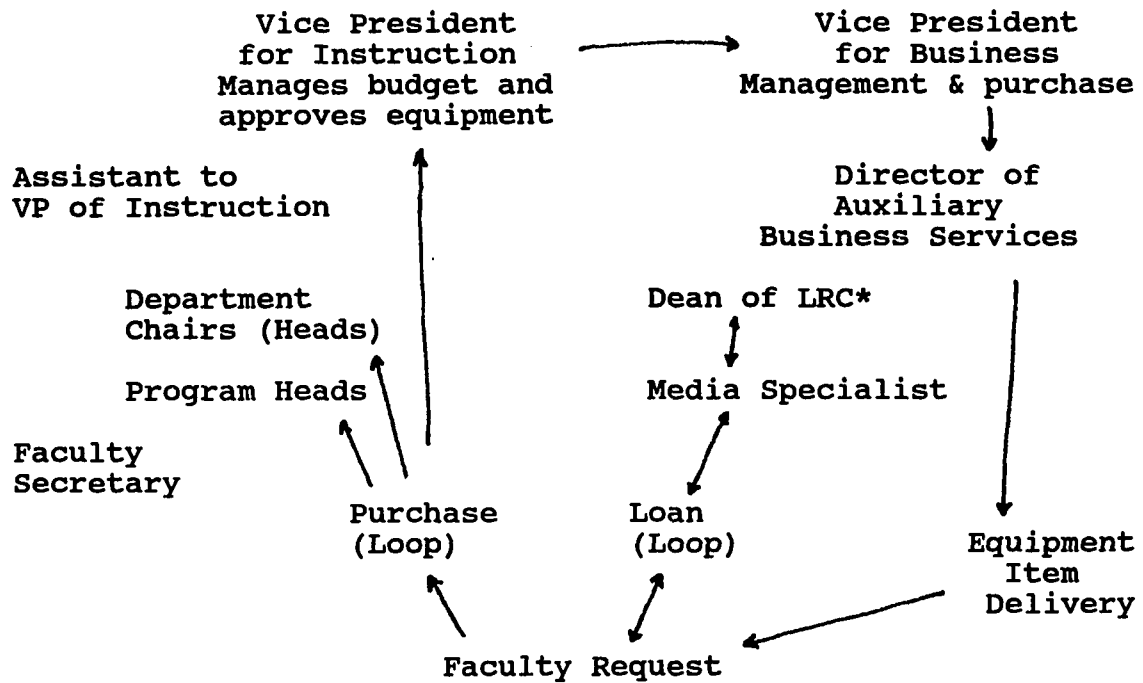 Vice President
for Instruction
Manages budget and
approves equipment
Vice President
for Business
Management & purchase
Assistant to
VP of Instruction
Director of
Auxiliary
Business Services
Department
Chairs (Heads)
Dean of LRC*
Program Heads
Media Specialist
Faculty
Secretary
Purchase
(Loop)
Loan
(Loop)
Equipment
Item
Delivery
Faculty Request